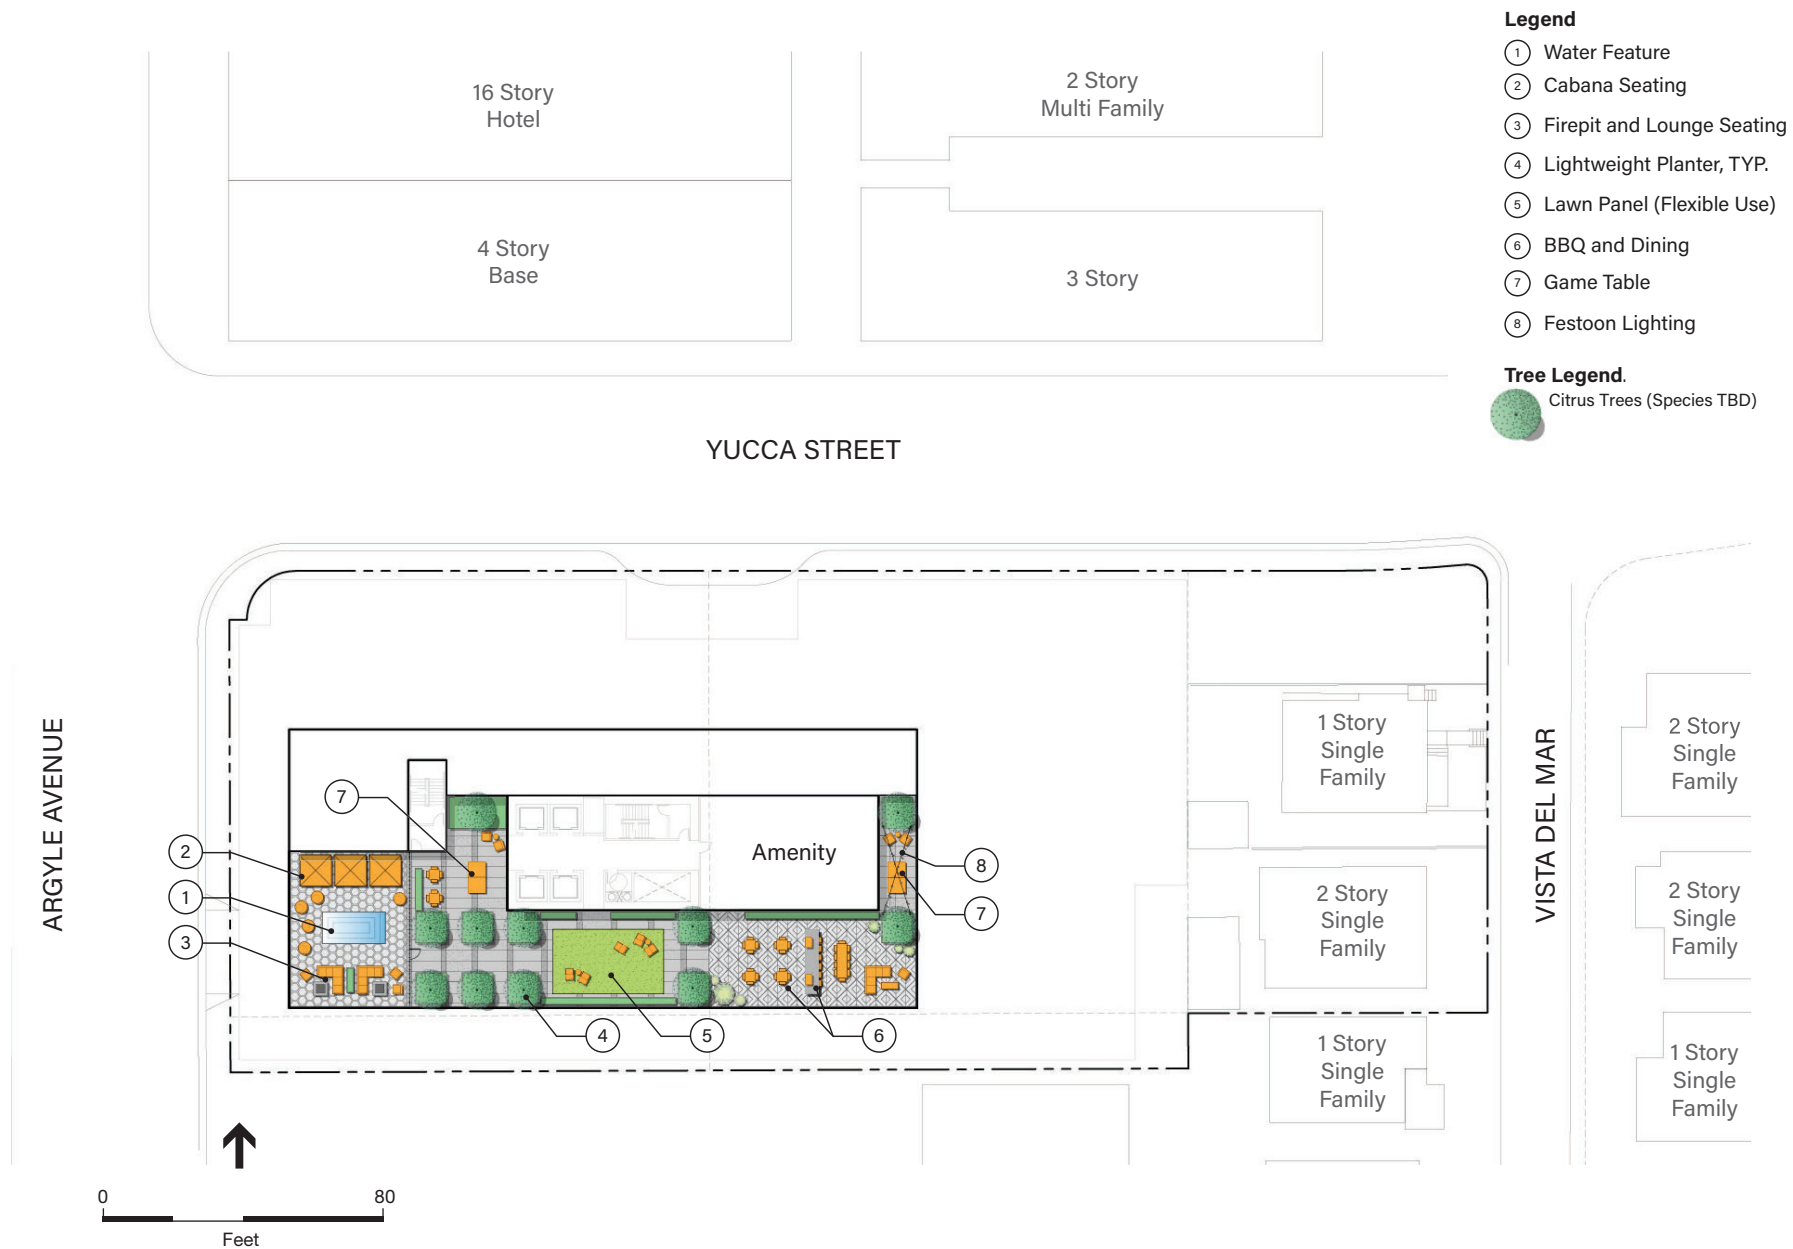 Legend
1 Water Feature
2 Cabana Seating
3 Firepit and Lounge Seating
4 Lightweight Planter, TYP.
5 Lawn Panel (Flexible Use)
6 BBQ and Dining
7 Game Table
8 Festoon Lighting
Tree Legend.
Citrus Trees (Species TBD)
16 Story
Hotel
2 Story
Multi Family
4 Story
Base
3 Story
YUCCA STREET
ARGYLE AVENUE
VISTA DEL MAR
1 Story
Single
Family
2 Story
Single
Family
2 Story
Single
Family
2 Story
Single
Family
1 Story
Single
Family
1 Story
Single
Family
Amenity
7
2
1
3
8
7
4
5
6
0
80
Feet